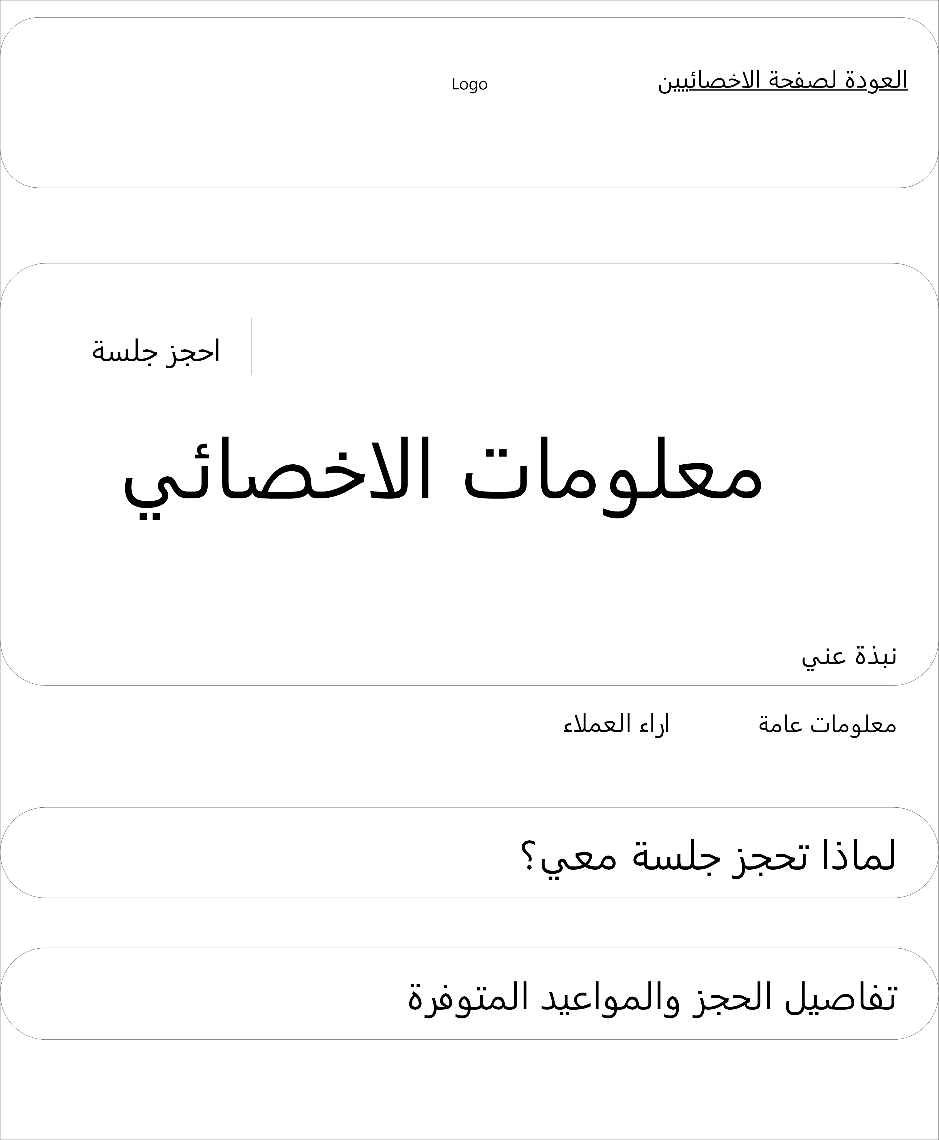 العودة لصفحة الاخصائيين
Logo
احجز جلسة
معلومات الاخصائي
نبذة عني
معلومات عامة
اراء العملاء
لماذا تحجز جلسة معي؟
تفاصيل الحجز والمواعيد المتوفرة